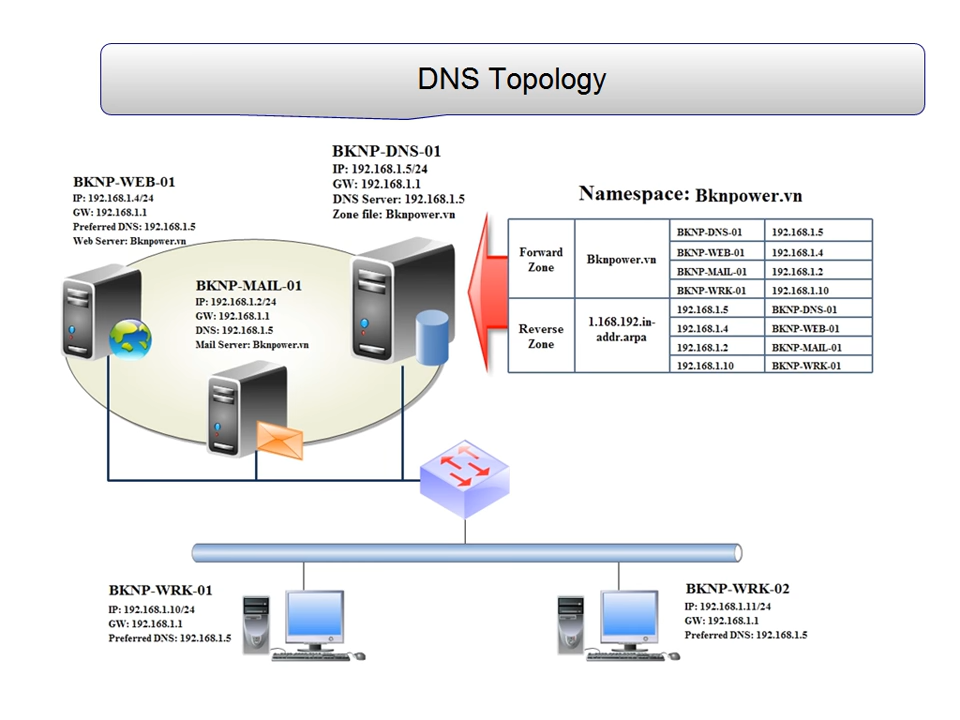 DNS Topology
BKNP-DNS-01
IP: 192.168.1.5/24
GW: 192.168.1.1
DNS Server: 192.168.1.5
Zone file: Bknpower.vn
BKNP-WEB-01
IP: 192.168.1.4/24
GW: 192.168.1.1
Preferred DNS: 192.168.1.5
Web Server: Bknpower.vn
BKNP-MAIL-01
IP: 192.168.1.2/24
GW: 192.168.1.1
DNS: 192.168.1.5
Mail Server: Bknpower.vn
Namespace: Bknpower.vn
Forward
Zone
Bknpower.vn
BKNP-DNS-01 192.168.1.5
BKNP-WEB-01 192.168.1.4
BKNP-MAIL-01 192.168.1.2
BKNP-WRK-01 192.168.1.10
Reverse
Zone
1.168.192.in-
addr.arpa
192.168.1.5 BKNP-DNS-01
192.168.1.4 BKNP-WEB-01
192.168.1.2 BKNP-MAIL-01
192.168.1.10 BKNP-WRK-01
BKNP-WRK-01
IP: 192.168.1.10/24
GW: 192.168.1.1
Preferred DNS: 192.168.1.5
BKNP-WRK-02
IP: 192.168.1.11/24
GW: 192.168.1.1
Preferred DNS: 192.168.1.5